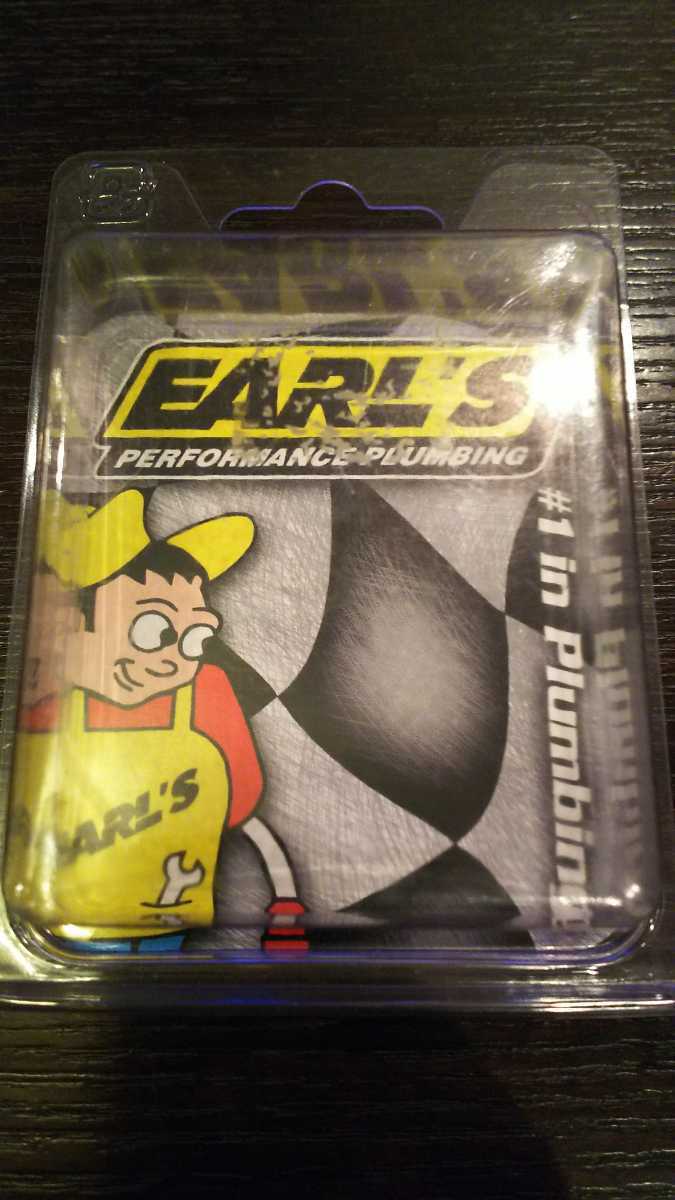 EARL'S
PERFORMANCE PLUMBING
#1 in Plumbing
EARL'S